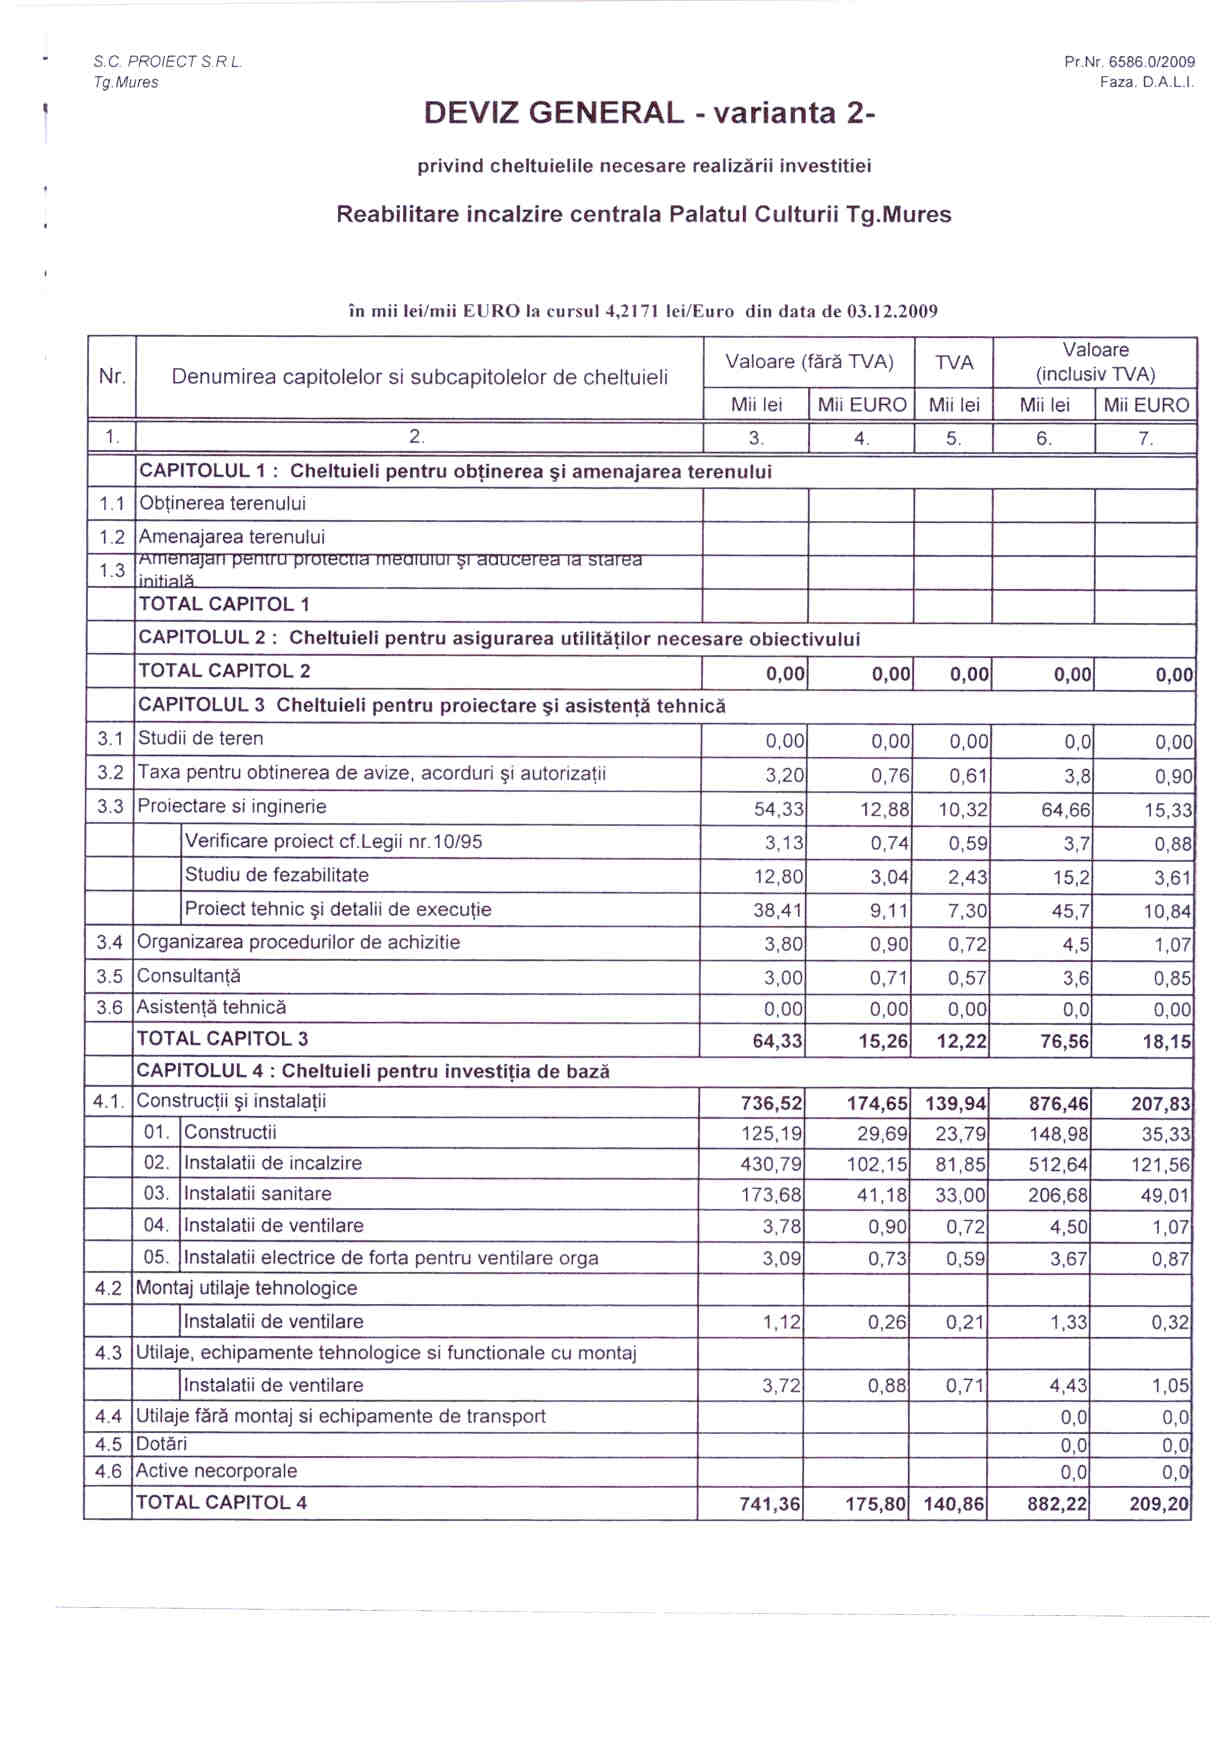 S.C. PROIECT S.R L. Pr.Nr. 6586.0/2009
Tg.Mures Faza. D.A.L.I.
DEVIZ GENERAL - varianta 2-
privind cheltuielile necesare realizării investitiei
Reabilitare incalzire centrala Palatul Culturii Tg.Mures
în mii lei/mii EURO la cursul 4,2171 lei/Euro din data de 03.12.2009
Nr. Denumirea capitolelor si subcapitolelor de cheltuieli Valoare (fără TVA) TVA Valoare (inclusiv TVA)
Mii lei Mii EURO Mii lei Mii lei Mii EURO
1. 2. 3. 4. 5. 6. 7.
CAPITOLUL 1 : Cheltuieli pentru obţinerea şi amenajarea terenului
1.1 Obţinerea terenului
1.2 Amenajarea terenului
1.3 Amenajari pentru protectia mediului şi aducerea la starea
initială
TOTAL CAPITOL 1
CAPITOLUL 2 : Cheltuieli pentru asigurarea utilităţilor necesare obiectivului
TOTAL CAPITOL 2 0,00 0,00 0,00 0,00 0,00
CAPITOLUL 3 Cheltuieli pentru proiectare şi asistenţă tehnică
3.1 Studii de teren 0,00 0,00 0,00 0,0 0,00
3.2 Taxa pentru obtinerea de avize, acorduri şi autorizaţii 3,20 0,76 0,61 3,8 0,90
3.3 Proiectare si inginerie 54,33 12,88 10,32 64,66 15,33
Verificare proiect cf.Legii nr.10/95 3,13 0,74 0,59 3,7 0,88
Studiu de fezabilitate 12,80 3,04 2,43 15,2 3,61
Proiect tehnic şi detalii de execuţie 38,41 9,11 7,30 45,7 10,84
3.4 Organizarea procedurilor de achizitie 3,80 0,90 0,72 4,5 1,07
3.5 Consultanţă 3,00 0,71 0,57 3,6 0,85
3.6 Asistenţă tehnică 0,00 0,00 0,00 0,0 0,00
TOTAL CAPITOL 3 64,33 15,26 12,22 76,56 18,15
CAPITOLUL 4 : Cheltuieli pentru investiţia de bază
4.1. Construcţii şi instalaţii 736,52 174,65 139,94 876,46 207,83
01. Constructii 125,19 29,69 23,79 148,98 35,33
02. Instalatii de incalzire 430,79 102,15 81,85 512,64 121,56
03. Instalatii sanitare 173,68 41,18 33,00 206,68 49,01
04. Instalatii de ventilare 3,78 0,90 0,72 4,50 1,07
05. Instalatii electrice de forta pentru ventilare orga 3,09 0,73 0,59 3,67 0,87
4.2 Montaj utilaje tehnologice
Instalatii de ventilare 1,12 0,26 0,21 1,33 0,32
4.3 Utilaje, echipamente tehnologice si functionale cu montaj
Instalatii de ventilare 3,72 0,88 0,71 4,43 1,05
4.4 Utilaje fără montaj si echipamente de transport 0,0 0,0
4.5 Dotări 0,0 0,0
4.6 Active necorporale 0,0 0,0
TOTAL CAPITOL 4 741,36 175,80 140,86 882,22 209,20